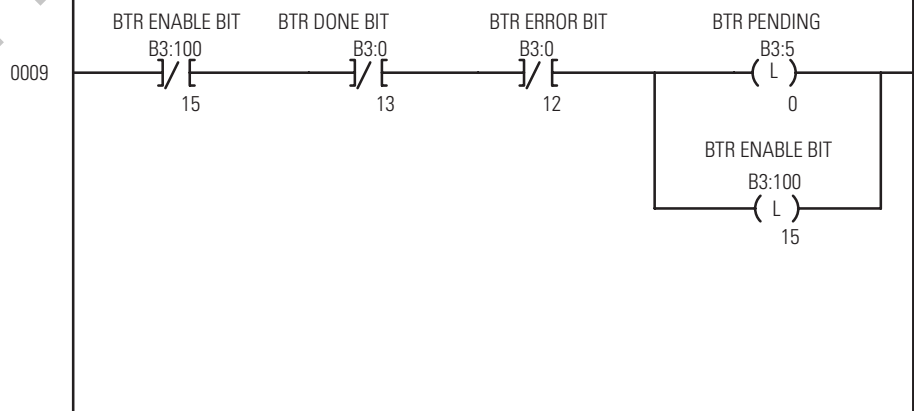 BTR ENABLE BIT BTR DONE BIT BTR ERROR BIT BTR PENDING
B3:100 B3:0 B3:0 B3:5
0009 L
15 13 12 0
BTR ENABLE BIT
B3:100
L
15